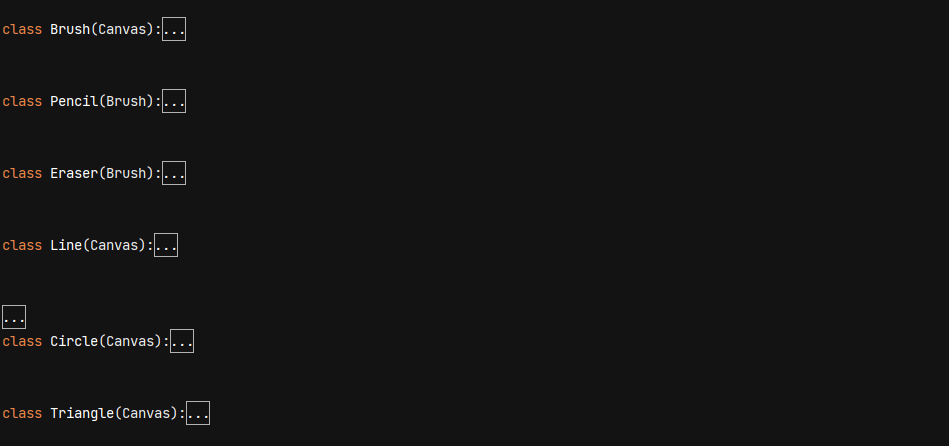 class Brush(Canvas):...
class Pencil(Brush):...
class Eraser(Brush):...
class Line(Canvas):...
...
class Circle(Canvas):...
class Triangle(Canvas):...